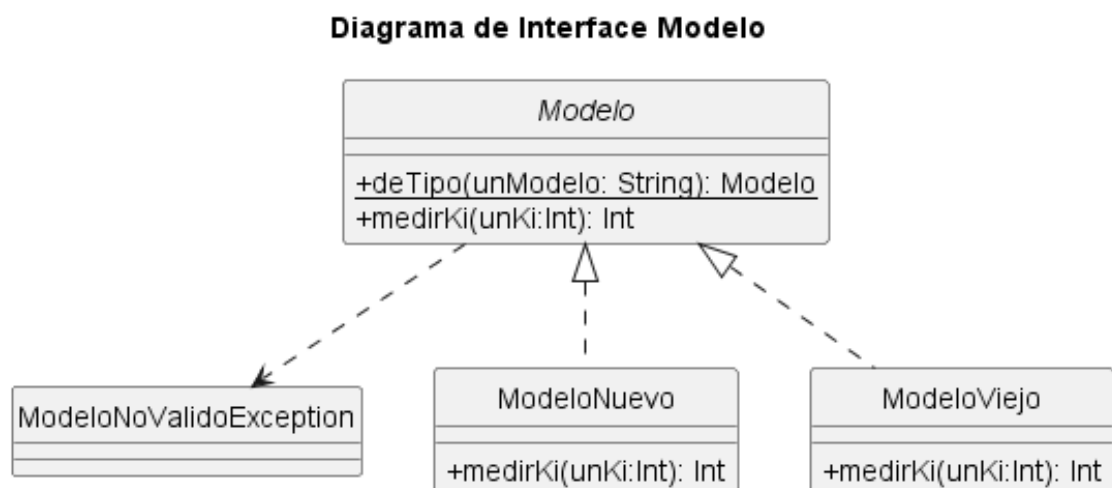 Diagrama de Interface Modelo
Modelo
+deTipo(unModelo: String): Modelo
+medirKi(unKi:Int): Int
ModeloNoValidoException
ModeloNuevo
+medirKi(unKi:Int): Int
ModeloViejo
+medirKi(unKi:Int): Int